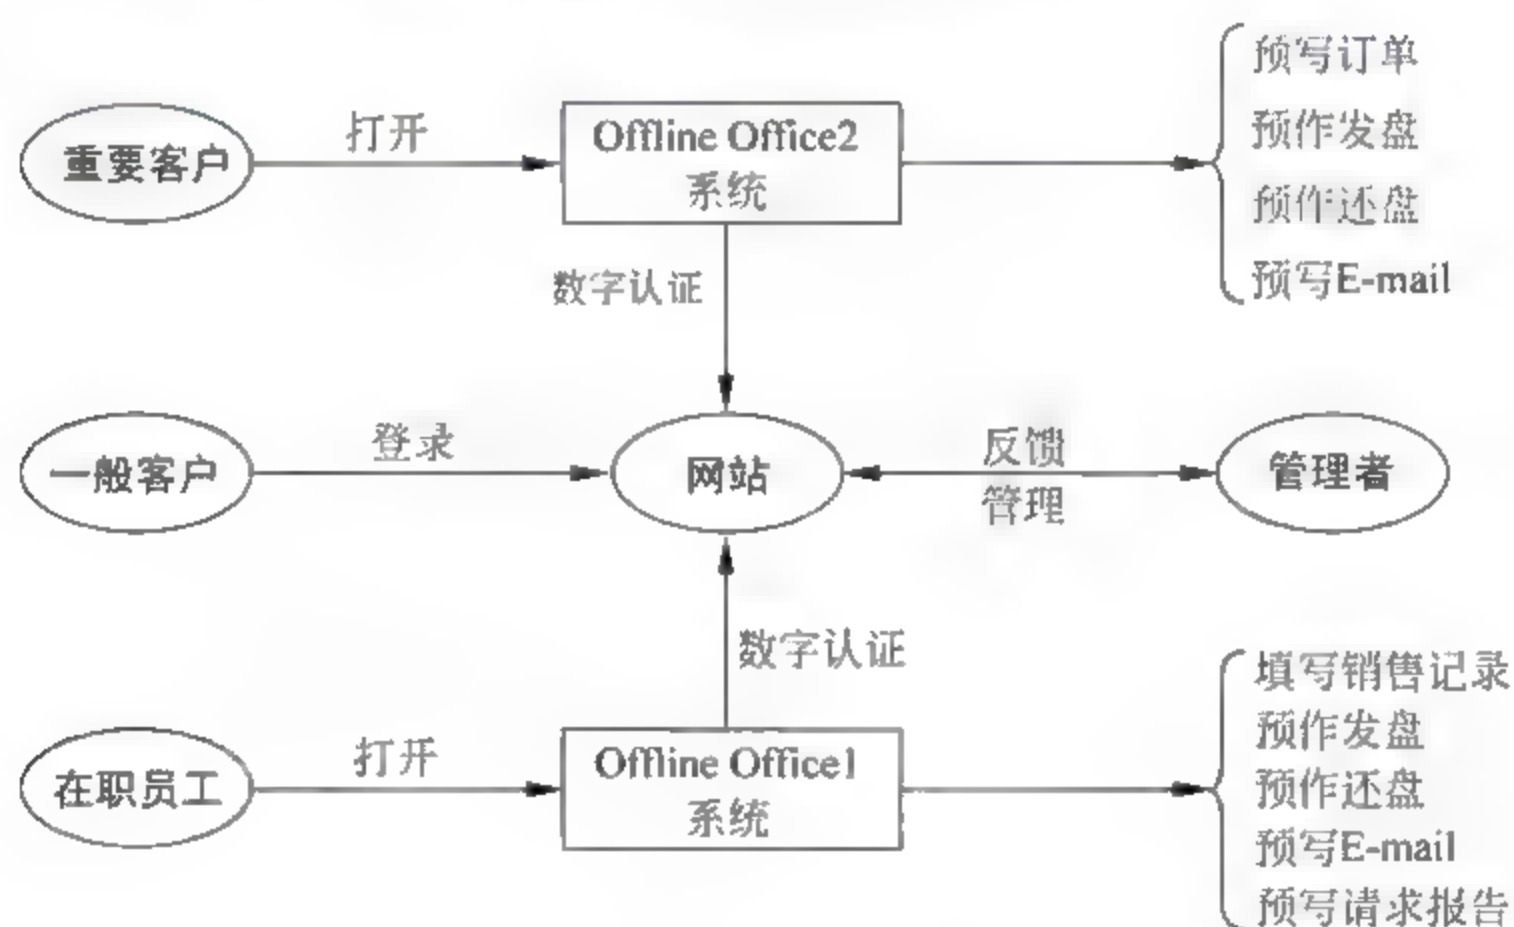 预写订单
预作发盘
预作还盘
预写E-mail
重要客户
打开
Offline Office2
系统
数字认证
一般客户
登录
网站
反馈
管理
管理者
数字认证
在职员工
打开
Offline Office1
系统
填写销售记录
预作发盘
预作还盘
预写E-mail
预写请求报告